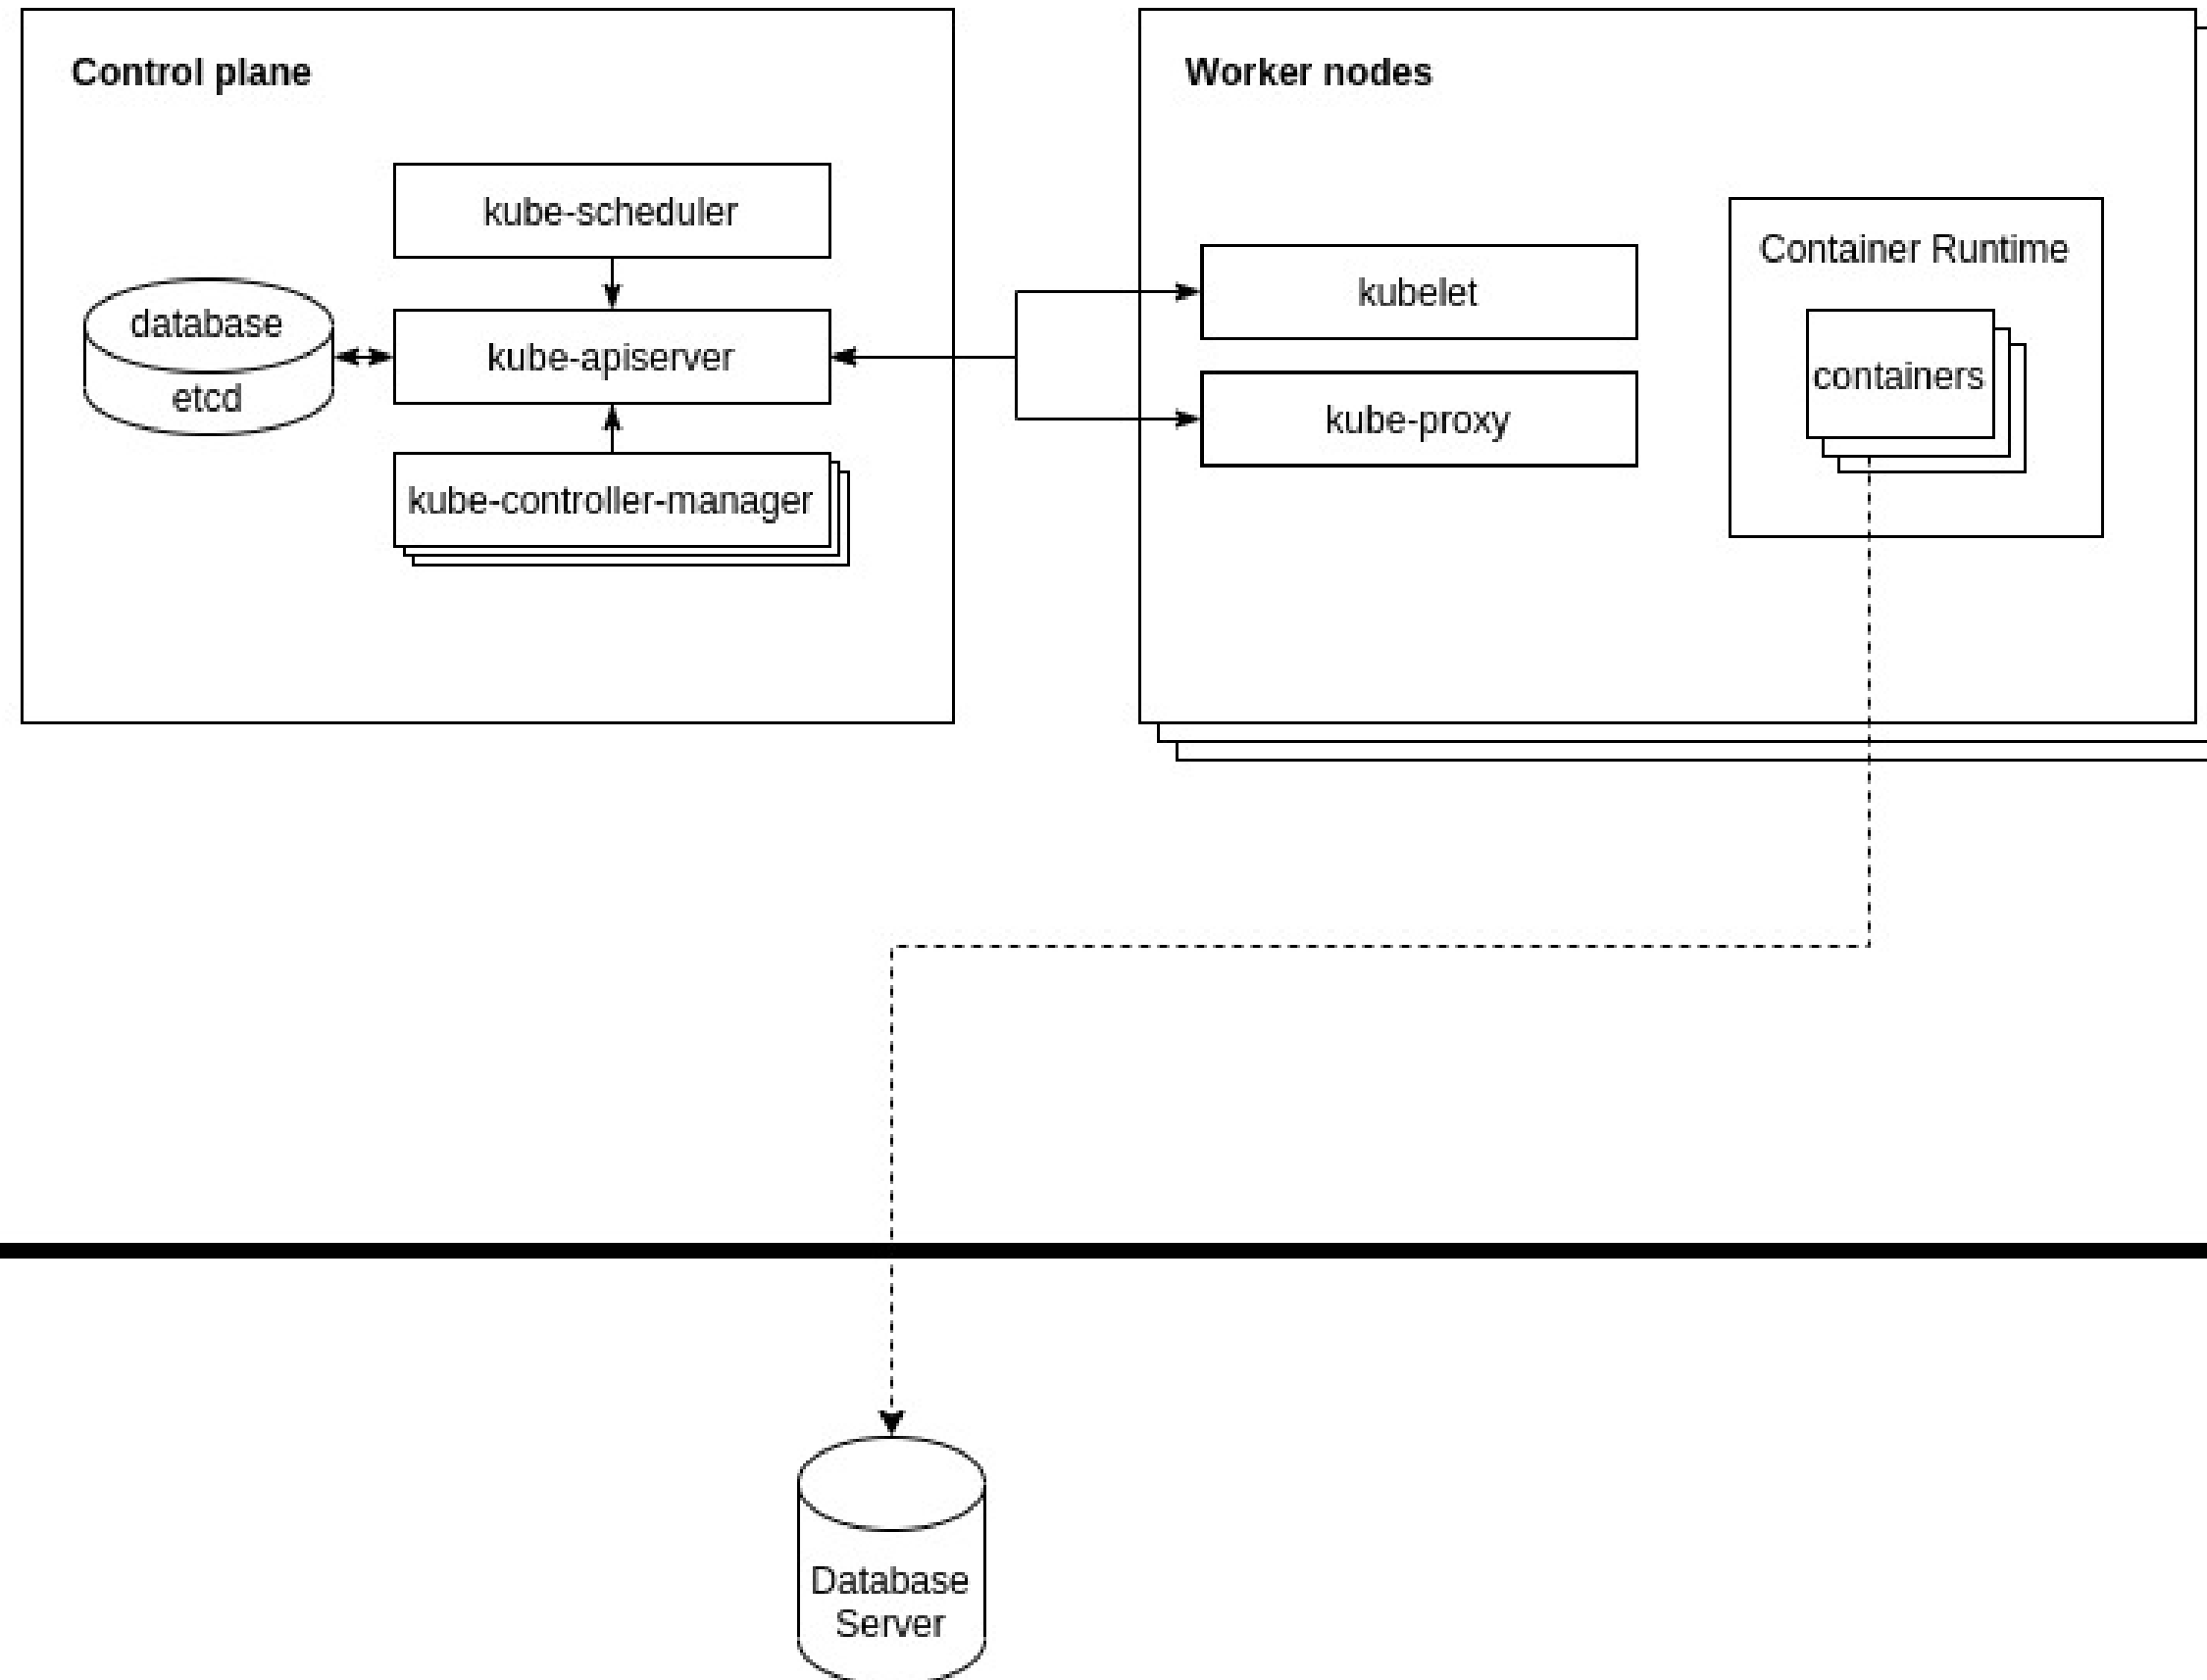 Control plane
kube-scheduler
database
etcd
kube-apiserver
kube-controller-manager
Worker nodes
kubelet
kube-proxy
Container Runtime
containers
Database
Server